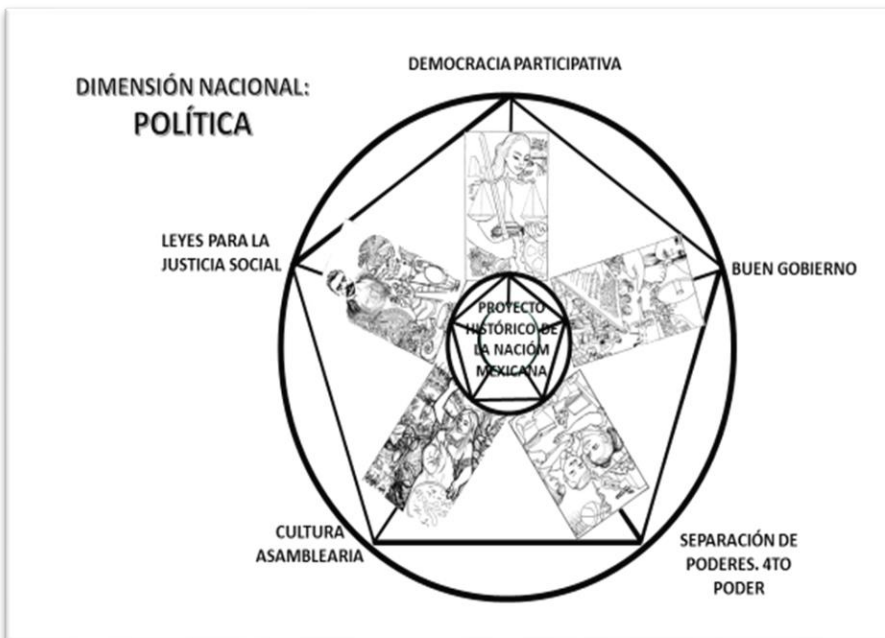 DEMOCRACIA PARTICIPATIVA
DIMENSIÓN NACIONAL:
POLÍTICA
LEYES PARA LA
JUSTICIA SOCIAL
BUEN GOBIERNO
PROYECTO
HISTÓRICO DE
LA NACIÓM
MEXICANA
CULTURA
ASAMBLEARIA
SEPARACIÓN DE
PODERES. 4TO
PODER